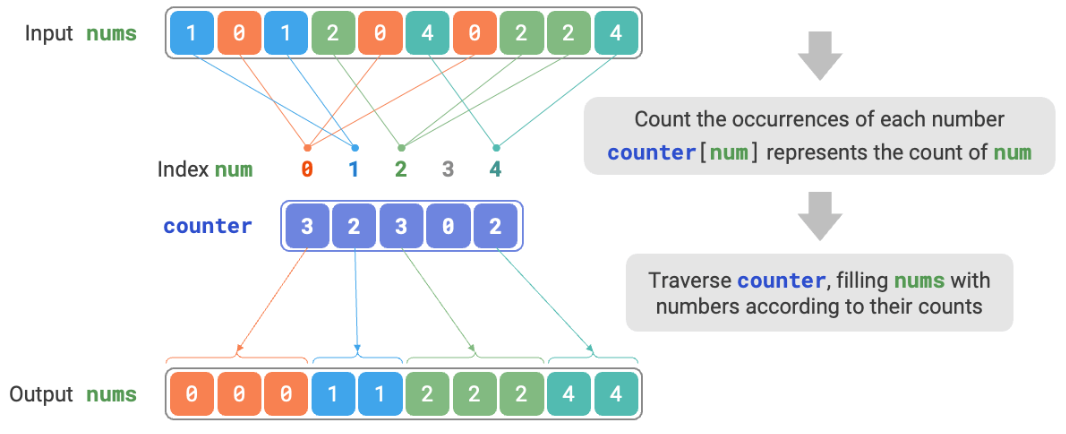 Input nums 1 0 1 2 0 4 0 2 2 4
Count the occurrences of each number
counter[num] represents the count of num
Index num 0 1 2 3 4
counter 3 2 3 0 2
Traverse counter, filling nums with
numbers according to their counts
Output nums 0 0 0 1 1 2 2 2 4 4